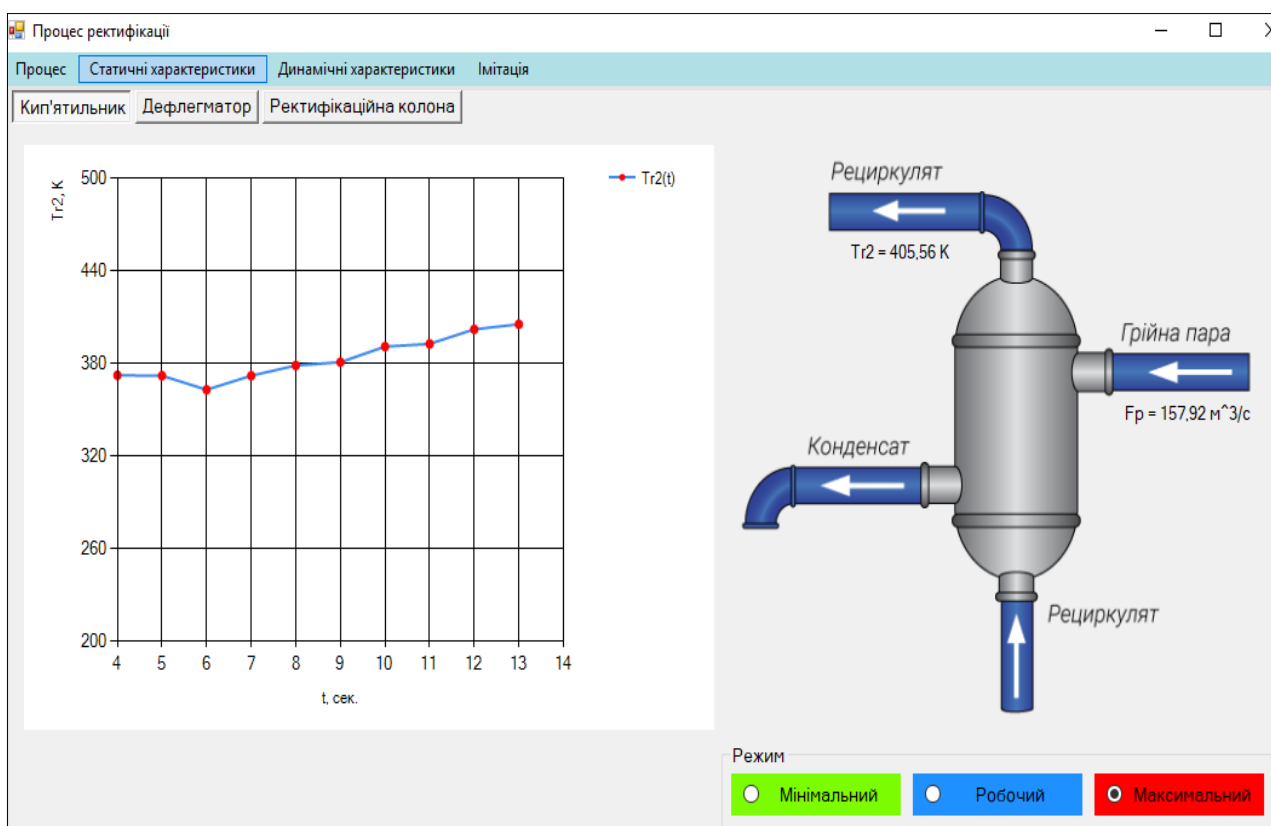 Процес ректифікації
Процес Статичні характеристики Динамічні характеристики Імітація
Кип'ятильник Дефлегматор Ректифікаційна колона
Tr2, K
500
440
380
320
260
200
4 5 6 7 8 9 10 11 12 13 14
t, сек.
Tr2(t)
Рециркулят
Tr2 = 405,56 K
Грійна пара
Fp = 157,92 м^3/с
Конденсат
Рециркулят
Режим
Мінімальний Робочий Максимальний